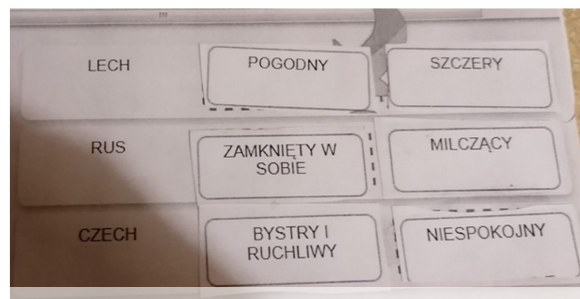 LECH
POGODNY
SZCZERY
RUS
ZAMKNIĘTY W
SOBIE
MILCZĄCY
CZECH
BYSTRY I
RUCHLIWY
NIESPOKOJNY